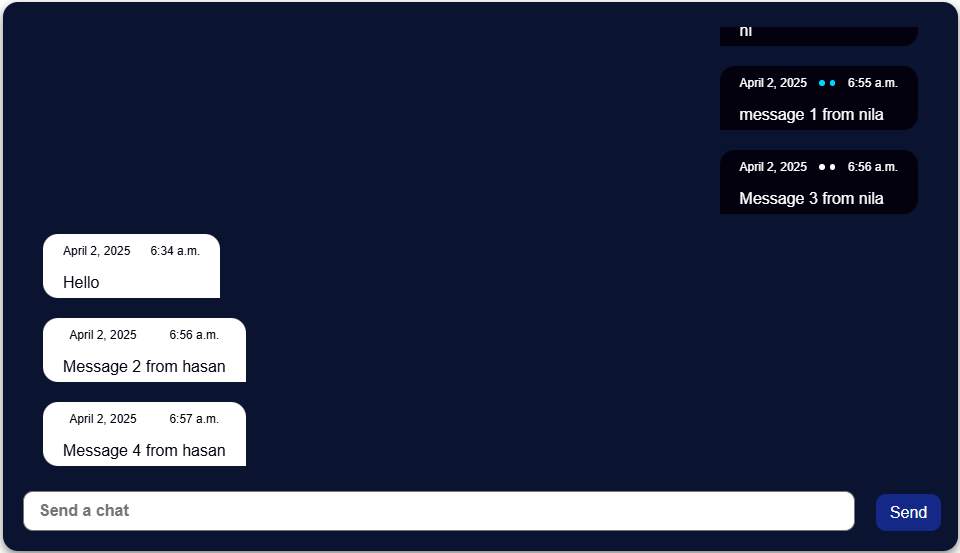 hi
April 2, 2025 6:55 a.m.
message 1 from nila
April 2, 2025 6:56 a.m.
Message 3 from nila
April 2, 2025 6:34 a.m.
Hello
April 2, 2025 6:56 a.m.
Message 2 from hasan
April 2, 2025 6:57 a.m.
Message 4 from hasan
Send a chat
Send